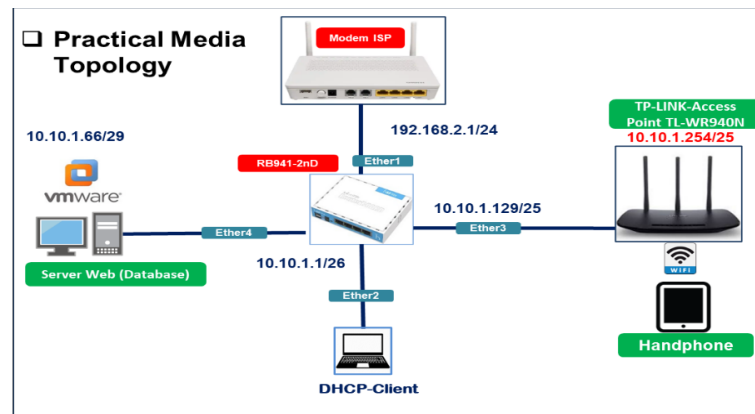 ❑ Practical Media
Topology
Modem ISP
TP-LINK-Access
Point TL-WR940N
10.10.1.254/25
192.168.2.1/24
10.10.1.66/29
RB941-2nD
Ether1
vmware®
10.10.1.129/25
Ether4
Ether3
Server Web (Database)
10.10.1.1/26
WIFI
Ether2
Handphone
DHCP-Client